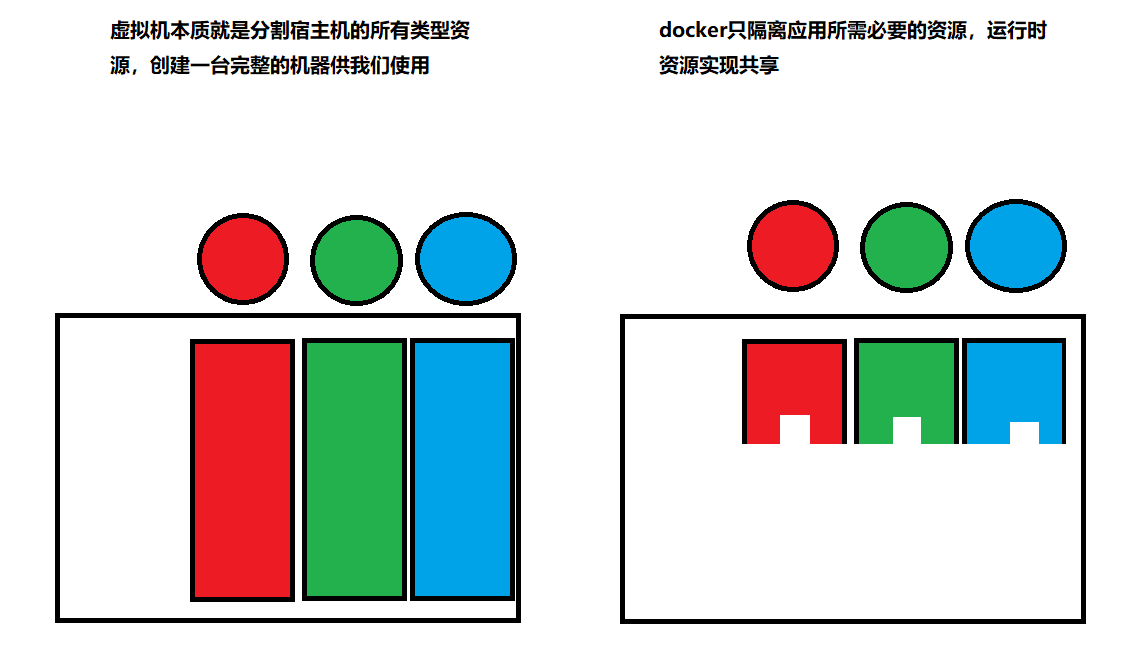 虚拟机本质就是分割宿主机的所有类型资
源，创建一台完整的机器供我们使用
docker只隔离应用所需必要的资源，运行时
资源实现共享